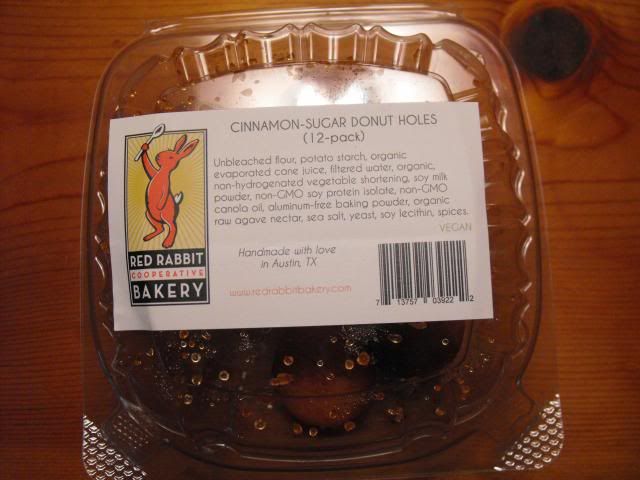 CINNAMON-SUGAR DONUT HOLES
(12-pack)
Unbleached flour, potato starch, organic
evaporated cane juice, filtered water, organic,
non-hydrogenated vegetable shortening, soy milk
powder, non-GMO soy protein isolate, non-GMO
canola oil, aluminum-free baking powder, organic
raw agave nectar, sea salt, yeast, soy lecithin, spices.
VEGAN
RED RABBIT
COOPERATIVE
BAKERY
Handmade with love
in Austin, TX
www.redrabbitbakery.com
7 13757 03922 2